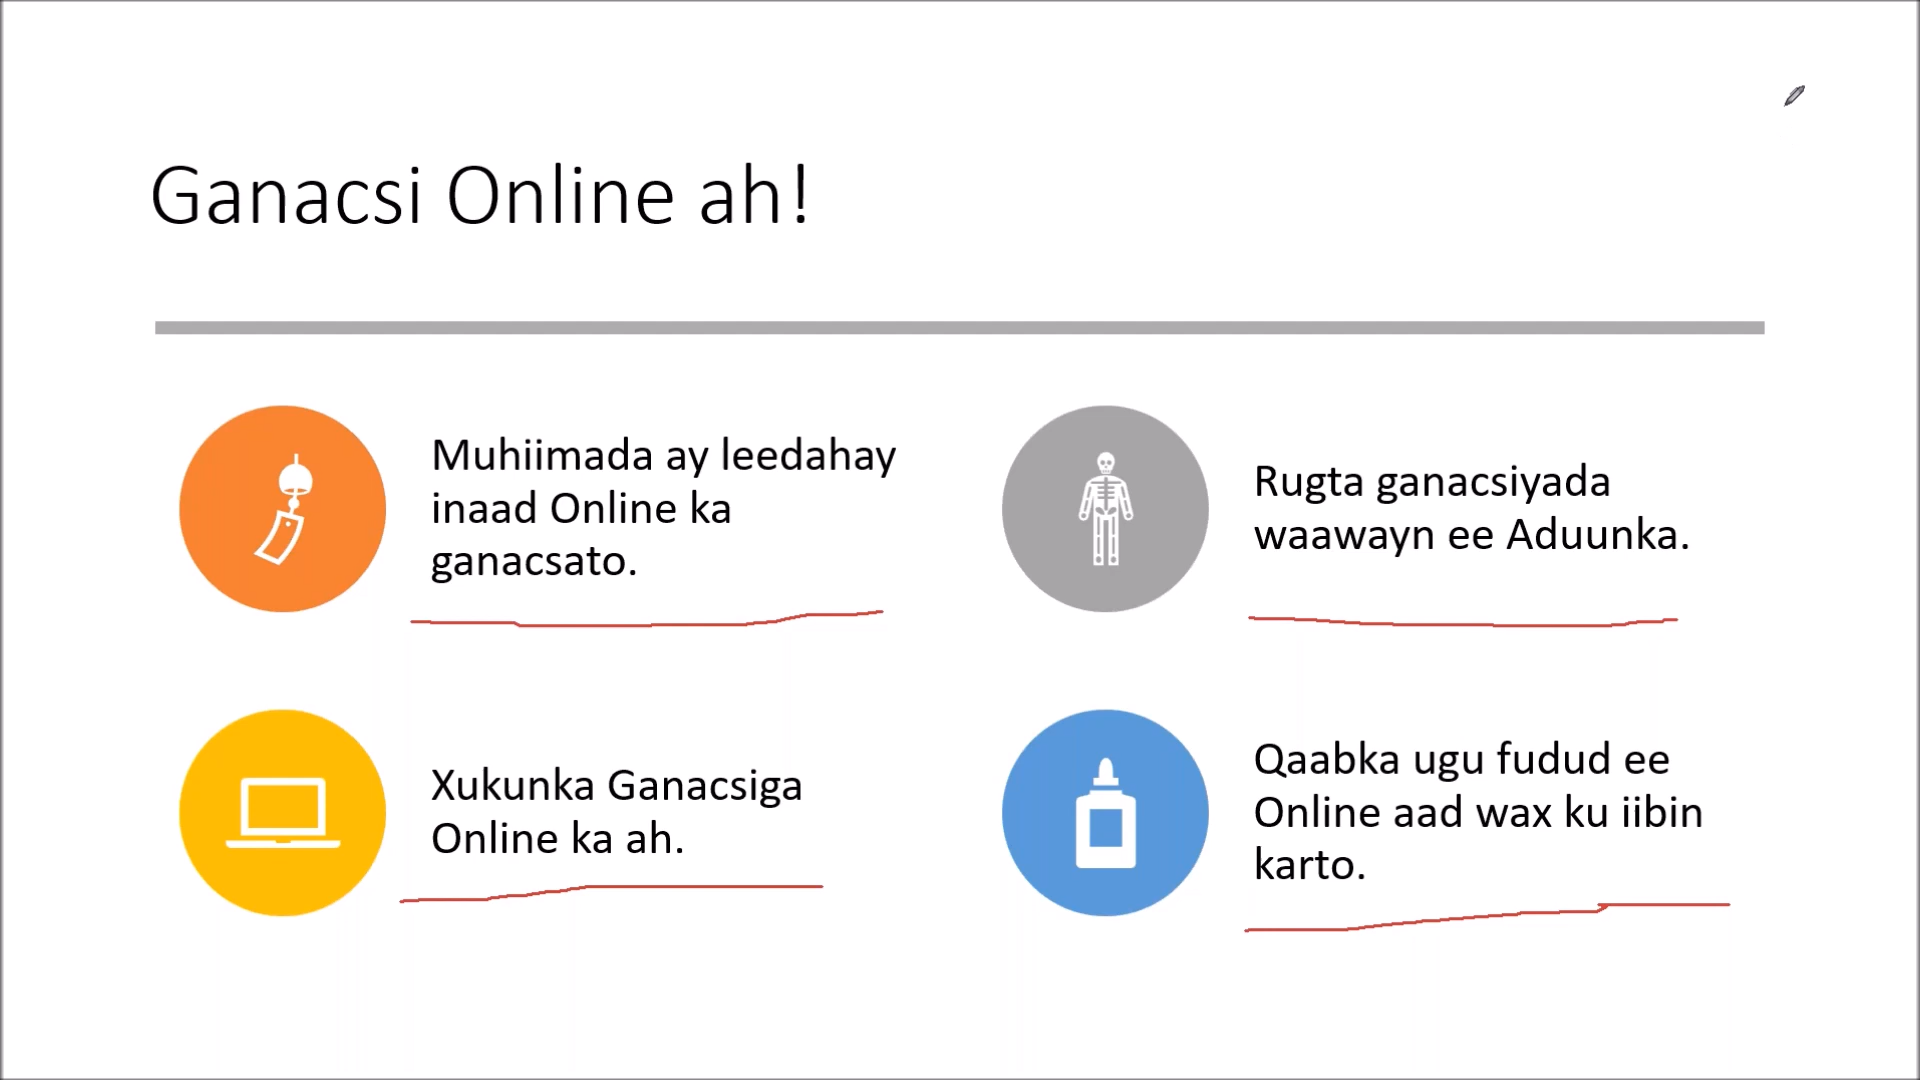 Ganacsi Online ah!
Muhiimada ay leedahay
inaad Online ka
ganacsato.
Rugta ganacsiyada
waawayn ee Aduunka.
Xukunka Ganacsiga
Online ka ah.
Qaabka ugu fudud ee
Online aad wax ku iibin
karto.